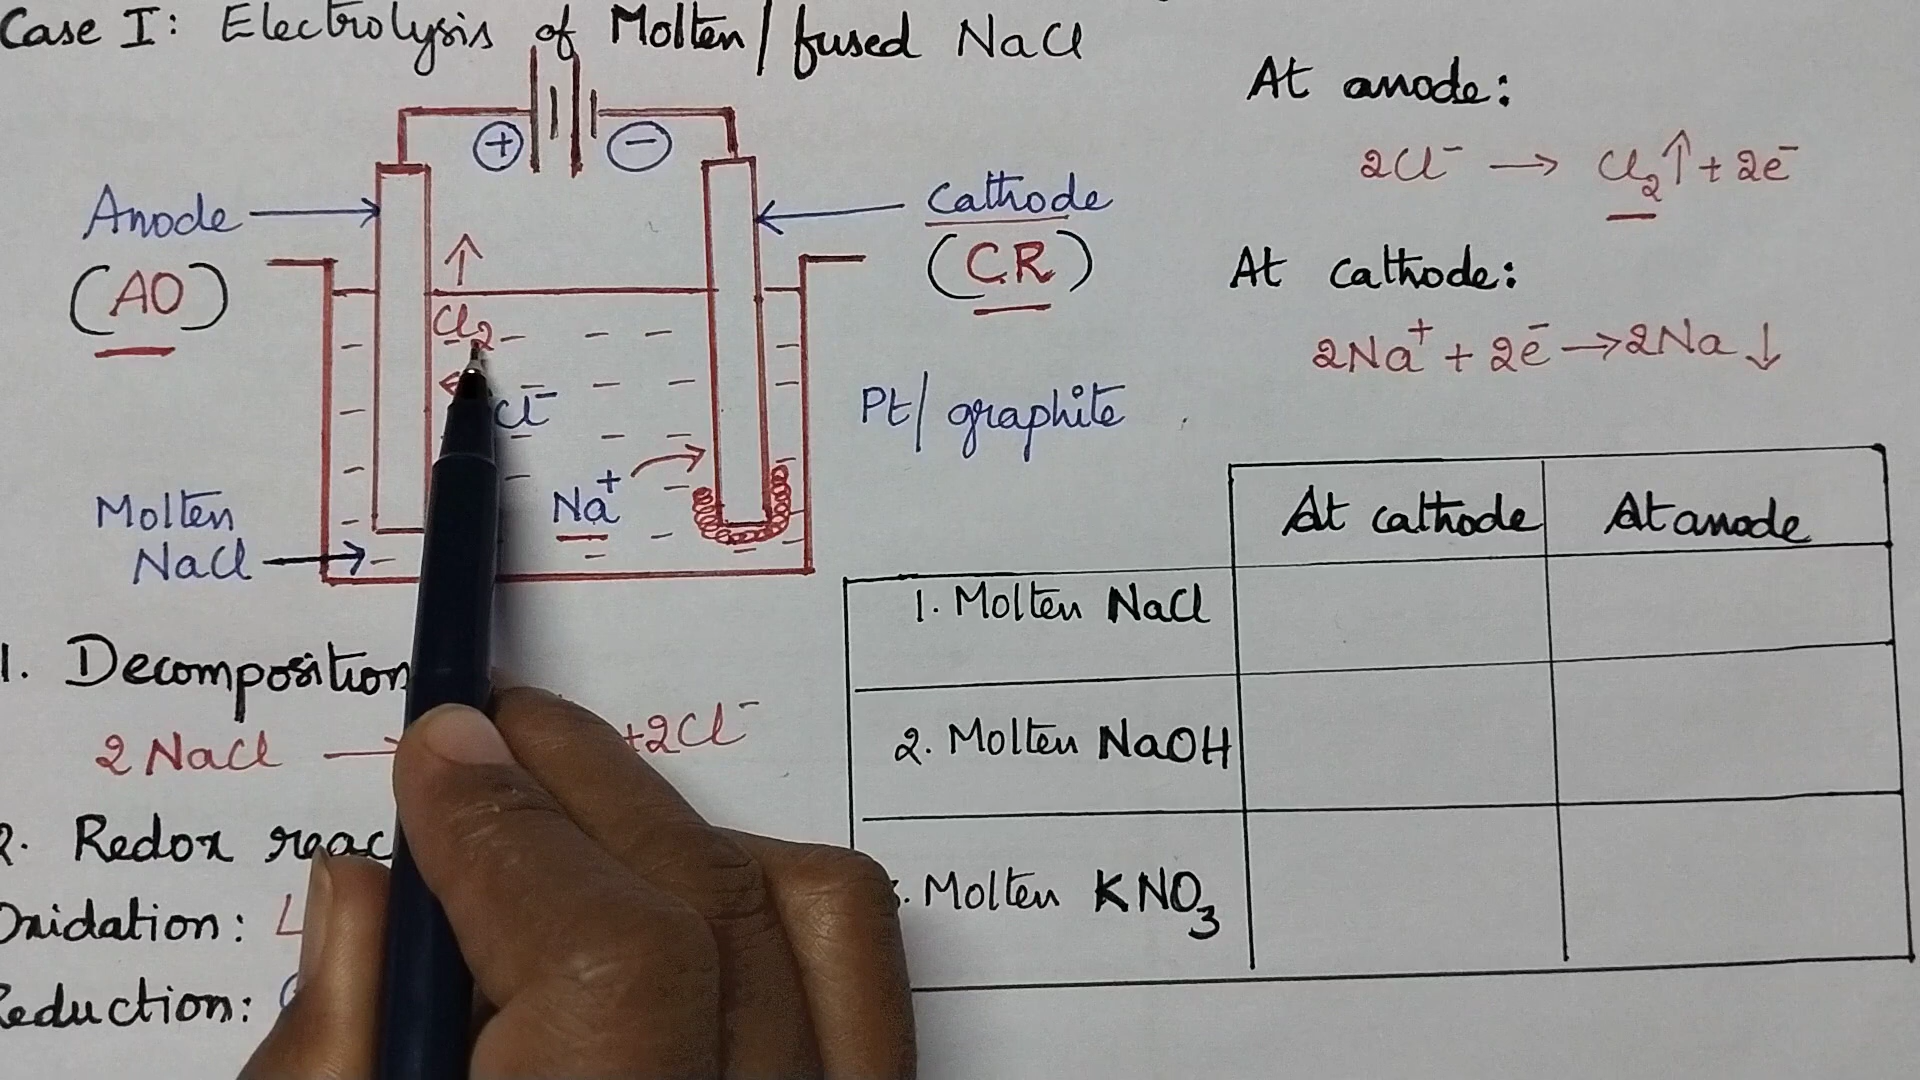 Case I: Electrolysis of Molten/fused NaCl
+
−
Anode
(AO)
Cathode
(CR)
Cl₂
Cl⁻
Na⁺
Pt/graphite
Molten
NaCl
1. Decomposition
2NaCl → +2Cl⁻
2. Redox
Oxidation:
Reduction:
At anode:
2Cl⁻ → Cl₂↑ + 2e⁻
At cathode:
2Na⁺ + 2e⁻ → 2Na↓
At cathode At anode
1. Molten NaCl
2. Molten NaOH
. Molten KNO₃